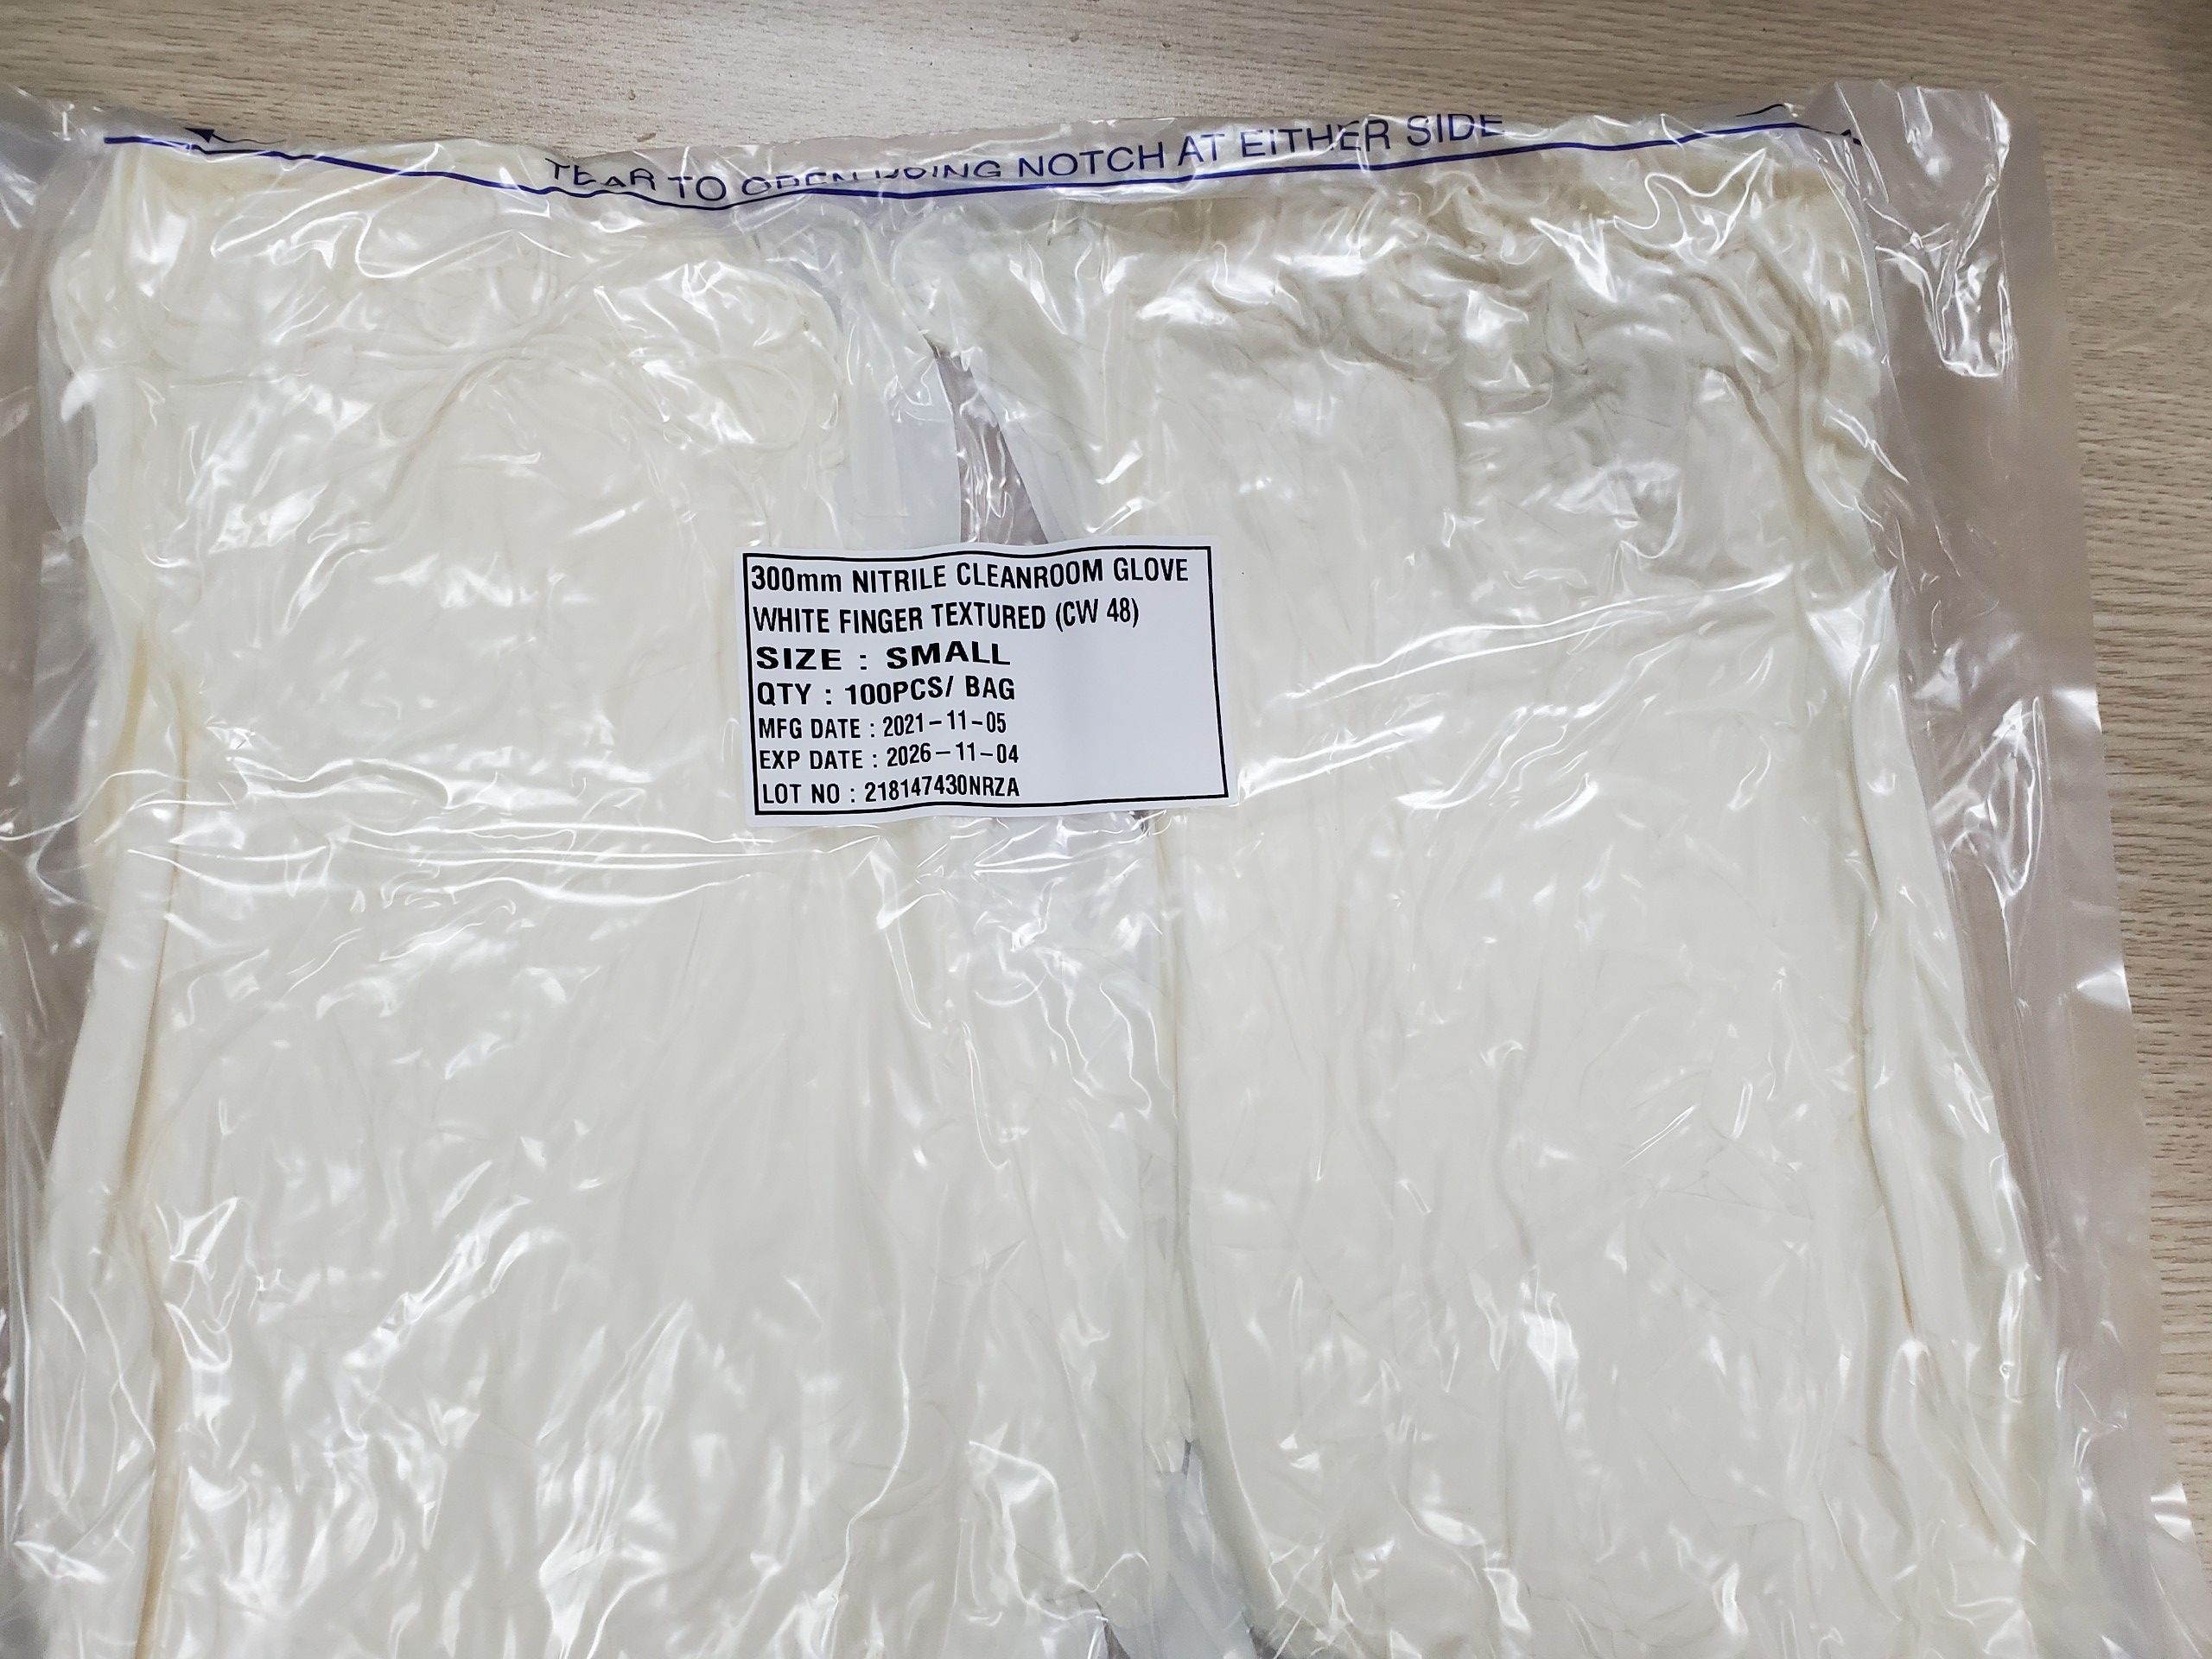 TEAR TO OPEN USING NOTCH AT EITHER SIDE
300mm NITRILE CLEANROOM GLOVE
WHITE FINGER TEXTURED (CW 48)
SIZE : SMALL
QTY : 100PCS/ BAG
MFG DATE : 2021-11-05
EXP DATE : 2026-11-04
LOT NO : 218147430NRZA